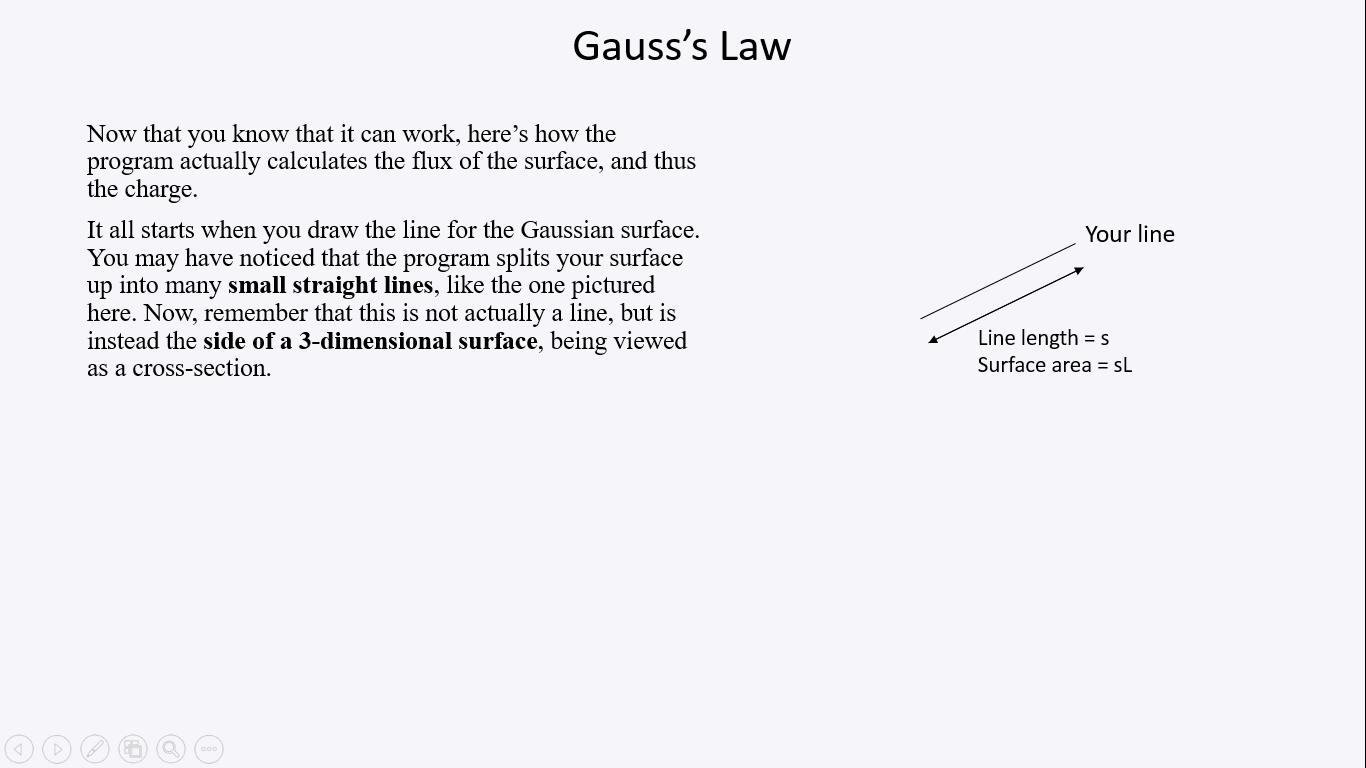 Gauss’s Law
Now that you know that it can work, here’s how the
program actually calculates the flux of the surface, and thus
the charge.
It all starts when you draw the line for the Gaussian surface.
You may have noticed that the program splits your surface
up into many small straight lines, like the one pictured
here. Now, remember that this is not actually a line, but is
instead the side of a 3-dimensional surface, being viewed
as a cross-section.
Your line
Line length = s
Surface area = sL